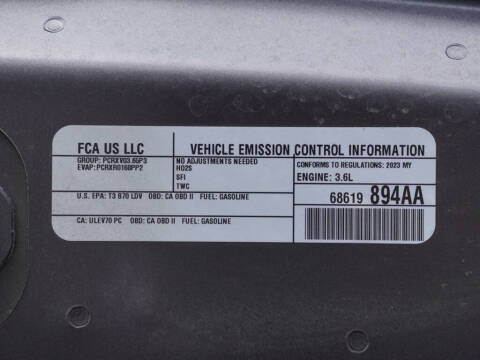 FCA US LLC
VEHICLE EMISSION CONTROL INFORMATION
GROUP: PCRXV03.65P3
EVAP: PCRXR0168PP2
NO ADJUSTMENTS NEEDED
HO2S
SFI
TWC
CONFORMS TO REGULATIONS: 2023 MY
ENGINE: 3.6L
U.S. EPA: T3 B70 LDV OBD: CA OBD II FUEL: GASOLINE
CA: ULEV70 PC OBD: CA OBD II FUEL: GASOLINE
68619 894AA